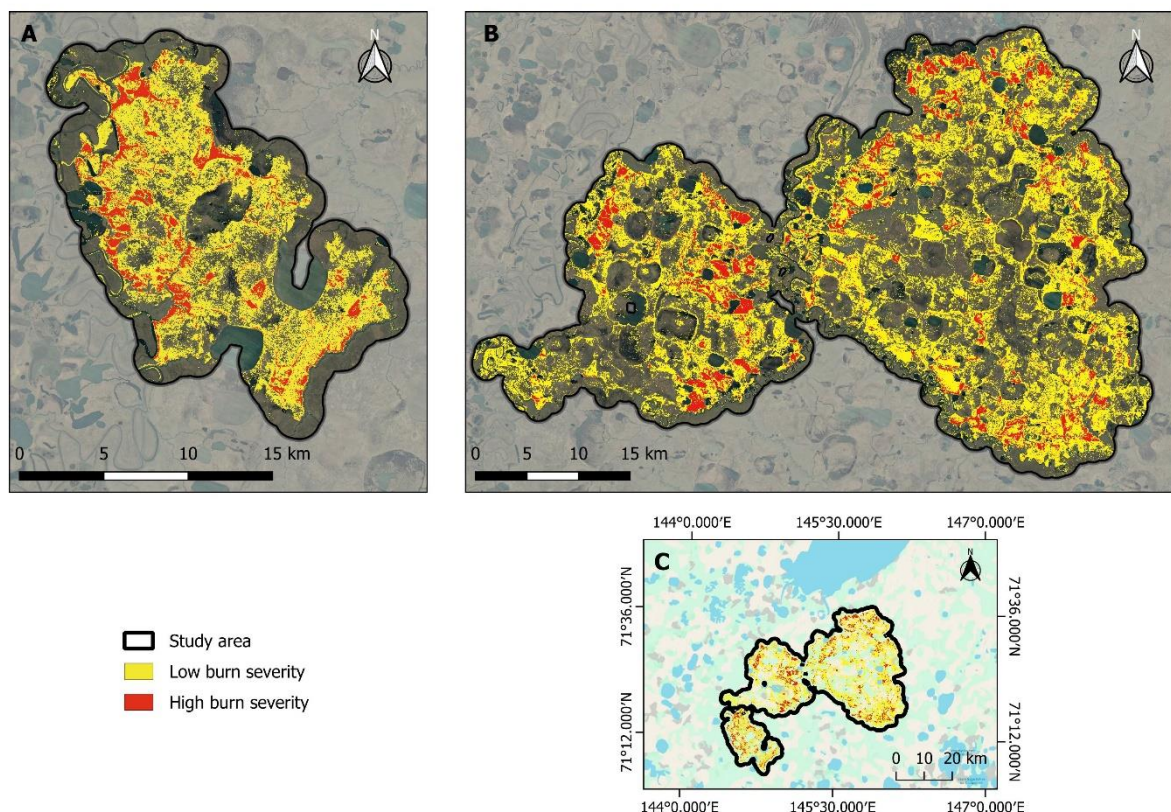 A
N
0 5 10 15 km
B
N
0 5 10 15 km
144°0.000′E 145°30.000′E 147°0.000′E
C
N
71°36.000′N
71°36.000′N
71°12.000′N
71°12.000′N
0 10 20 km
144°0.000′E 145°30.000′E 147°0.000′E
Study area
Low burn severity
High burn severity